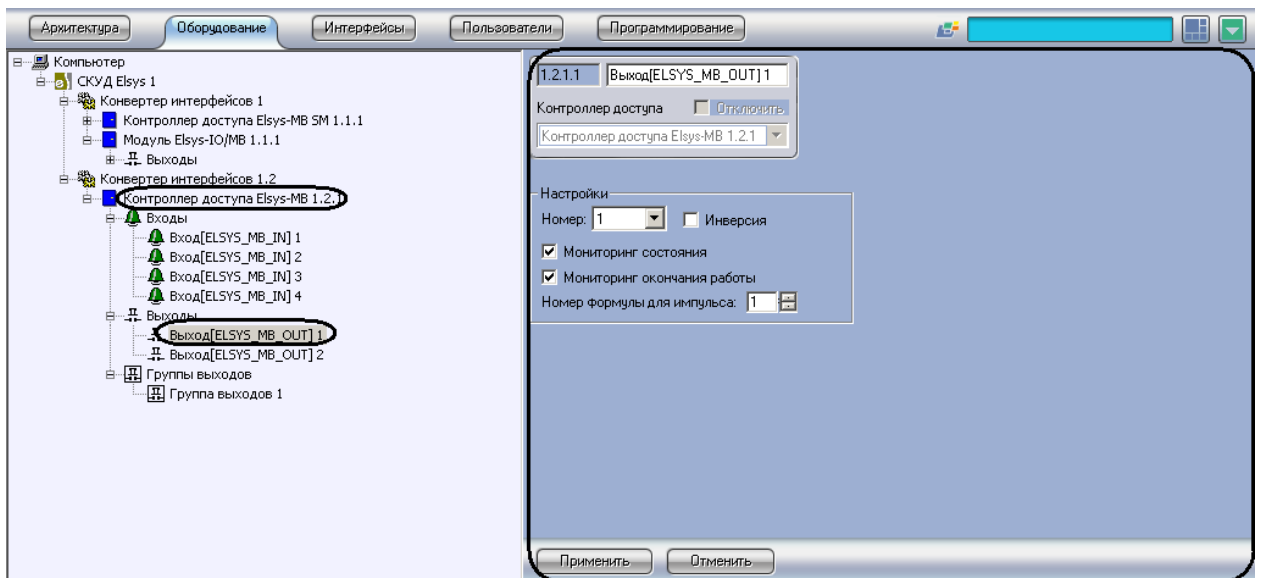 Архитектура Оборудование Интерфейсы Пользователи Программирование
Компьютер
СКУД Elsys 1
Конвертер интерфейсов 1
Контроллер доступа Elsys-MB SM 1.1.1
Модуль Elsys-IO/MB 1.1.1
Выходы
Конвертер интерфейсов 1.2
Контроллер доступа Elsys-MB 1.2.1
Входы
Вход[ELSYS_MB_IN] 1
Вход[ELSYS_MB_IN] 2
Вход[ELSYS_MB_IN] 3
Вход[ELSYS_MB_IN] 4
Выходы
Выход[ELSYS_MB_OUT] 1
Выход[ELSYS_MB_OUT] 2
Группы выходов
Группа выходов 1
1.2.1.1 Выход[ELSYS_MB_OUT] 1
Контроллер доступа Отключить
Контроллер доступа Elsys-MB 1.2.1
Настройки
Номер: 1 Инверсия
Мониторинг состояния
Мониторинг окончания работы
Номер формулы для импульса: 1
Применить Отменить